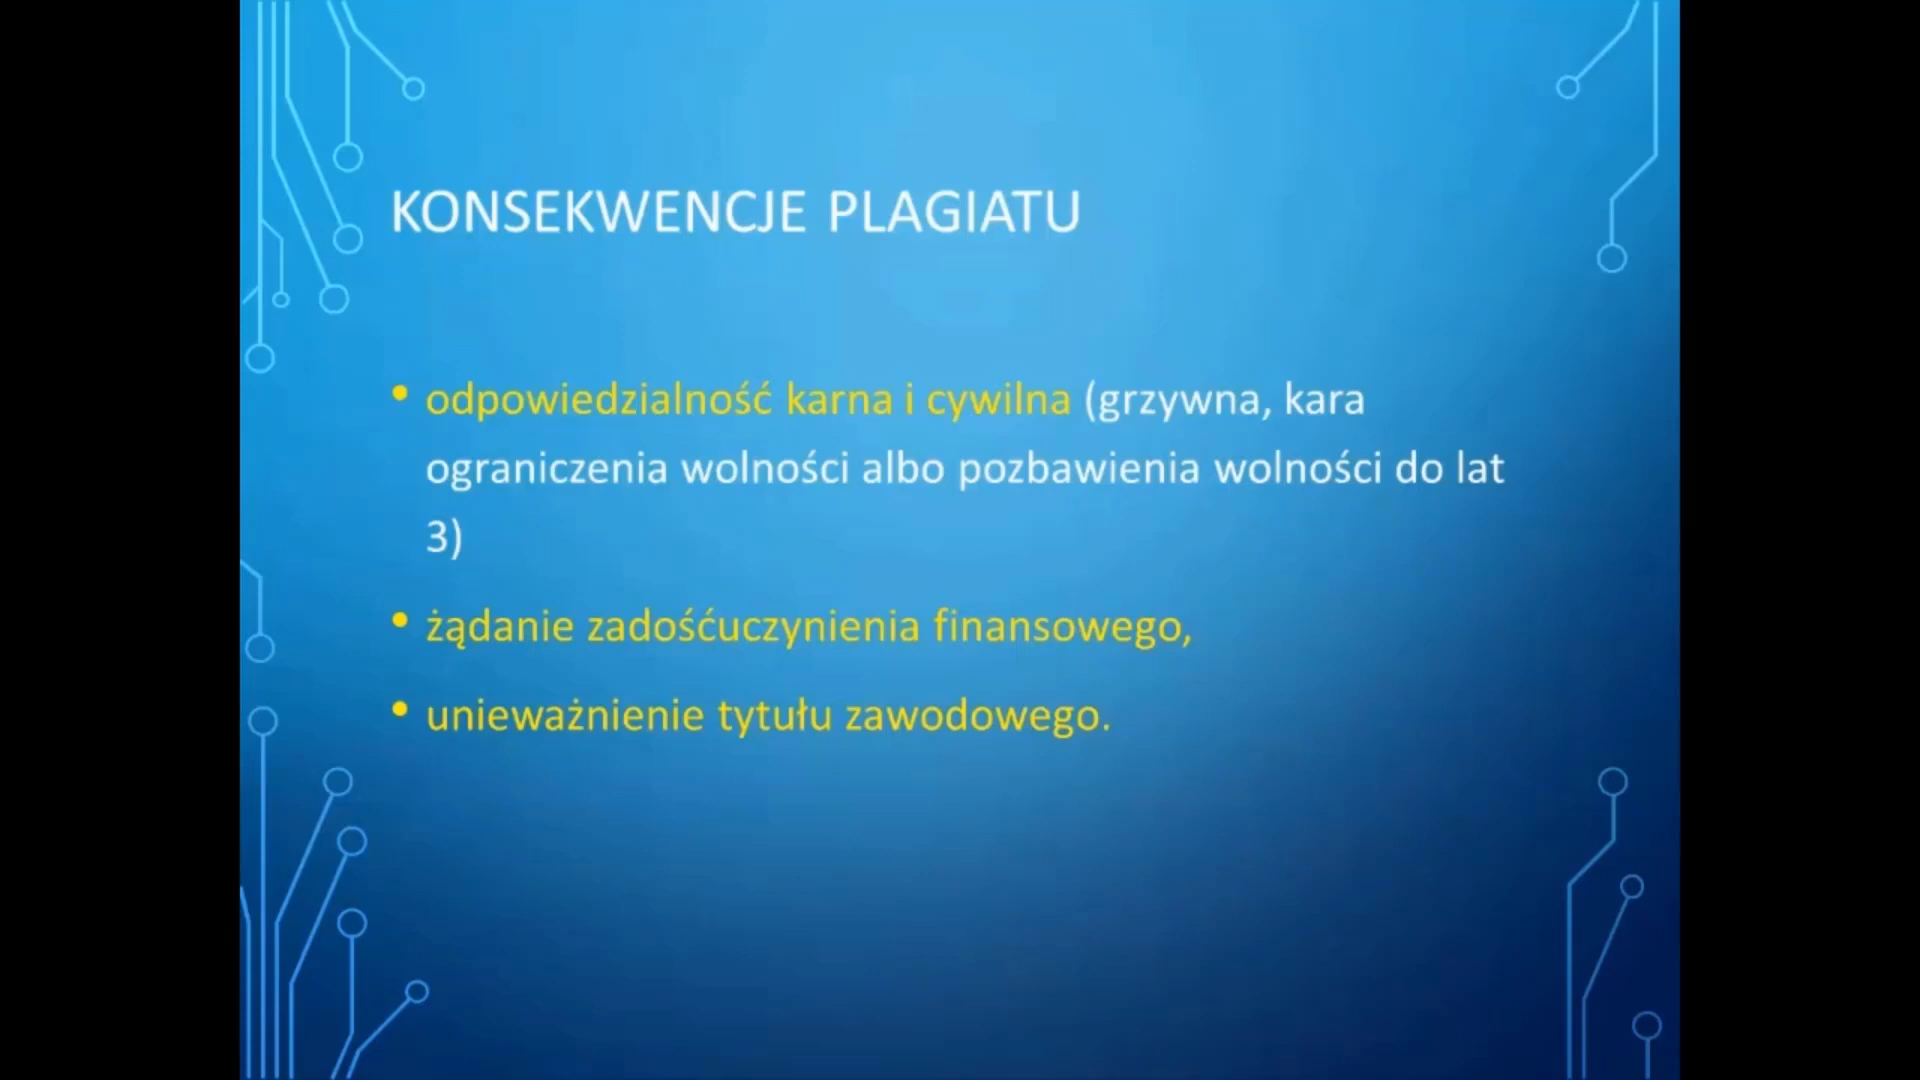 KONSEKWENCJE PLAGIATU
• odpowiedzialność karna i cywilna (grzywna, kara
ograniczenia wolności albo pozbawienia wolności do lat
3)
• żądanie zadośćuczynienia finansowego,
• unieważnienie tytułu zawodowego.